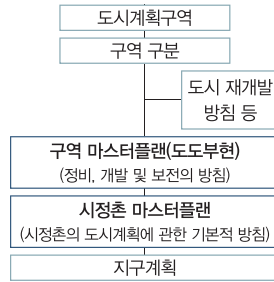 도시계획구역
구역 구분
도시 재개발
방침 등
구역 마스터플랜(도도부현)
(정비, 개발 및 보전의 방침)
시정촌 마스터플랜
(시정촌의 도시계획에 관한 기본적 방침)
지구계획